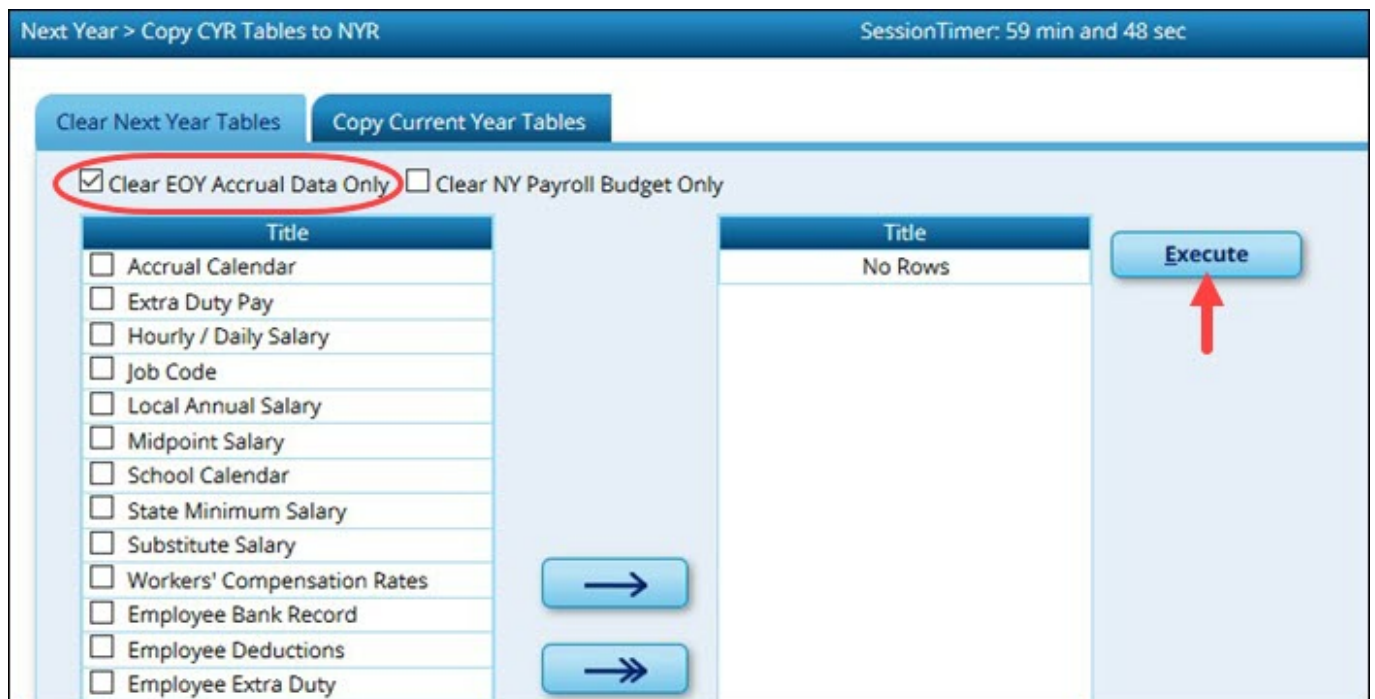 Next Year > Copy CYR Tables to NYR
SessionTimer: 59 min and 48 sec
Clear Next Year Tables
Copy Current Year Tables
Clear EOY Accrual Data Only
Clear NY Payroll Budget Only
Title
Accrual Calendar
Extra Duty Pay
Hourly / Daily Salary
Job Code
Local Annual Salary
Midpoint Salary
School Calendar
State Minimum Salary
Substitute Salary
Workers' Compensation Rates
Employee Bank Record
Employee Deductions
Employee Extra Duty
Title
No Rows
Execute